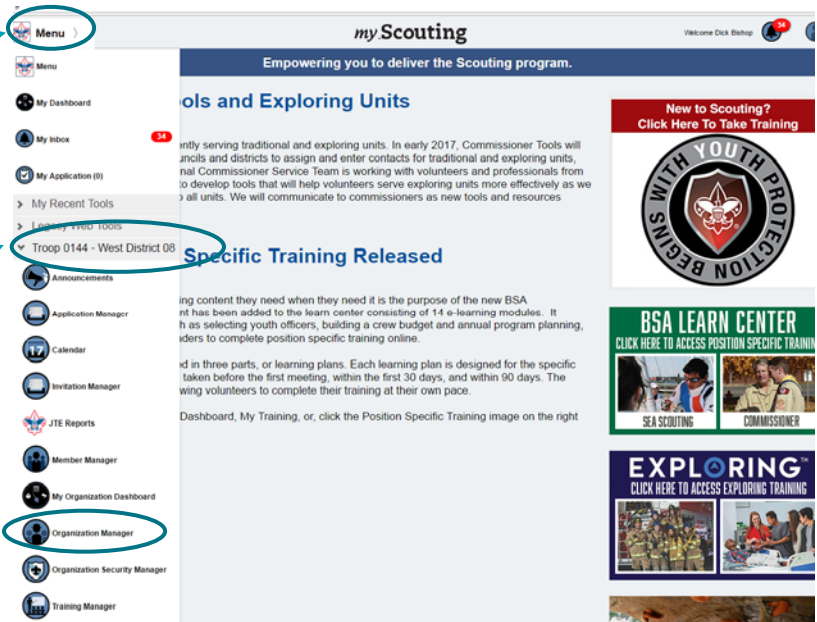 Menu
my.Scouting
Welcome Dick Bishop
34
Empowering you to deliver the Scouting program.
Menu
My Dashboard
My Inbox
34
My Application (0)
My Recent Tools
Legacy Web Tools
Troop 0144 - West District 08
Announcements
Application Manager
Calendar
17
Invitation Manager
JTE Reports
Member Manager
My Organization Dashboard
Organization Manager
Organization Security Manager
Training Manager
ols and Exploring Units
ntly serving traditional and exploring units. In early 2017, Commissioner Tools will
uncils and districts to assign and enter contacts for traditional and exploring units,
nal Commissioner Service Team is working with volunteers and professionals from
o develop tools that will help volunteers serve exploring units more effectively as we
all units. We will communicate to commissioners as new tools and resources
Specific Training Released
ing content they need when they need it is the purpose of the new BSA
nt has been added to the learn center consisting of 14 e-learning modules. It
h as selecting youth officers, building a crew budget and annual program planning,
ders to complete position specific training online.
ed in three parts, or learning plans. Each learning plan is designed for the specific
taken before the first meeting, within the first 30 days, and within 90 days. The
wing volunteers to complete their training at their own pace.
Dashboard, My Training, or, click the Position Specific Training image on the right
New to Scouting?
Click Here To Take Training
WITH YOUTH PROTECTION
BEGINS
BSA LEARN CENTER
CLICK HERE TO ACCESS POSITION SPECIFIC TRAININ
SEA SCOUTING
COMMISSIONER
EXPLORING™
CLICK HERE TO ACCESS EXPLORING TRAINING